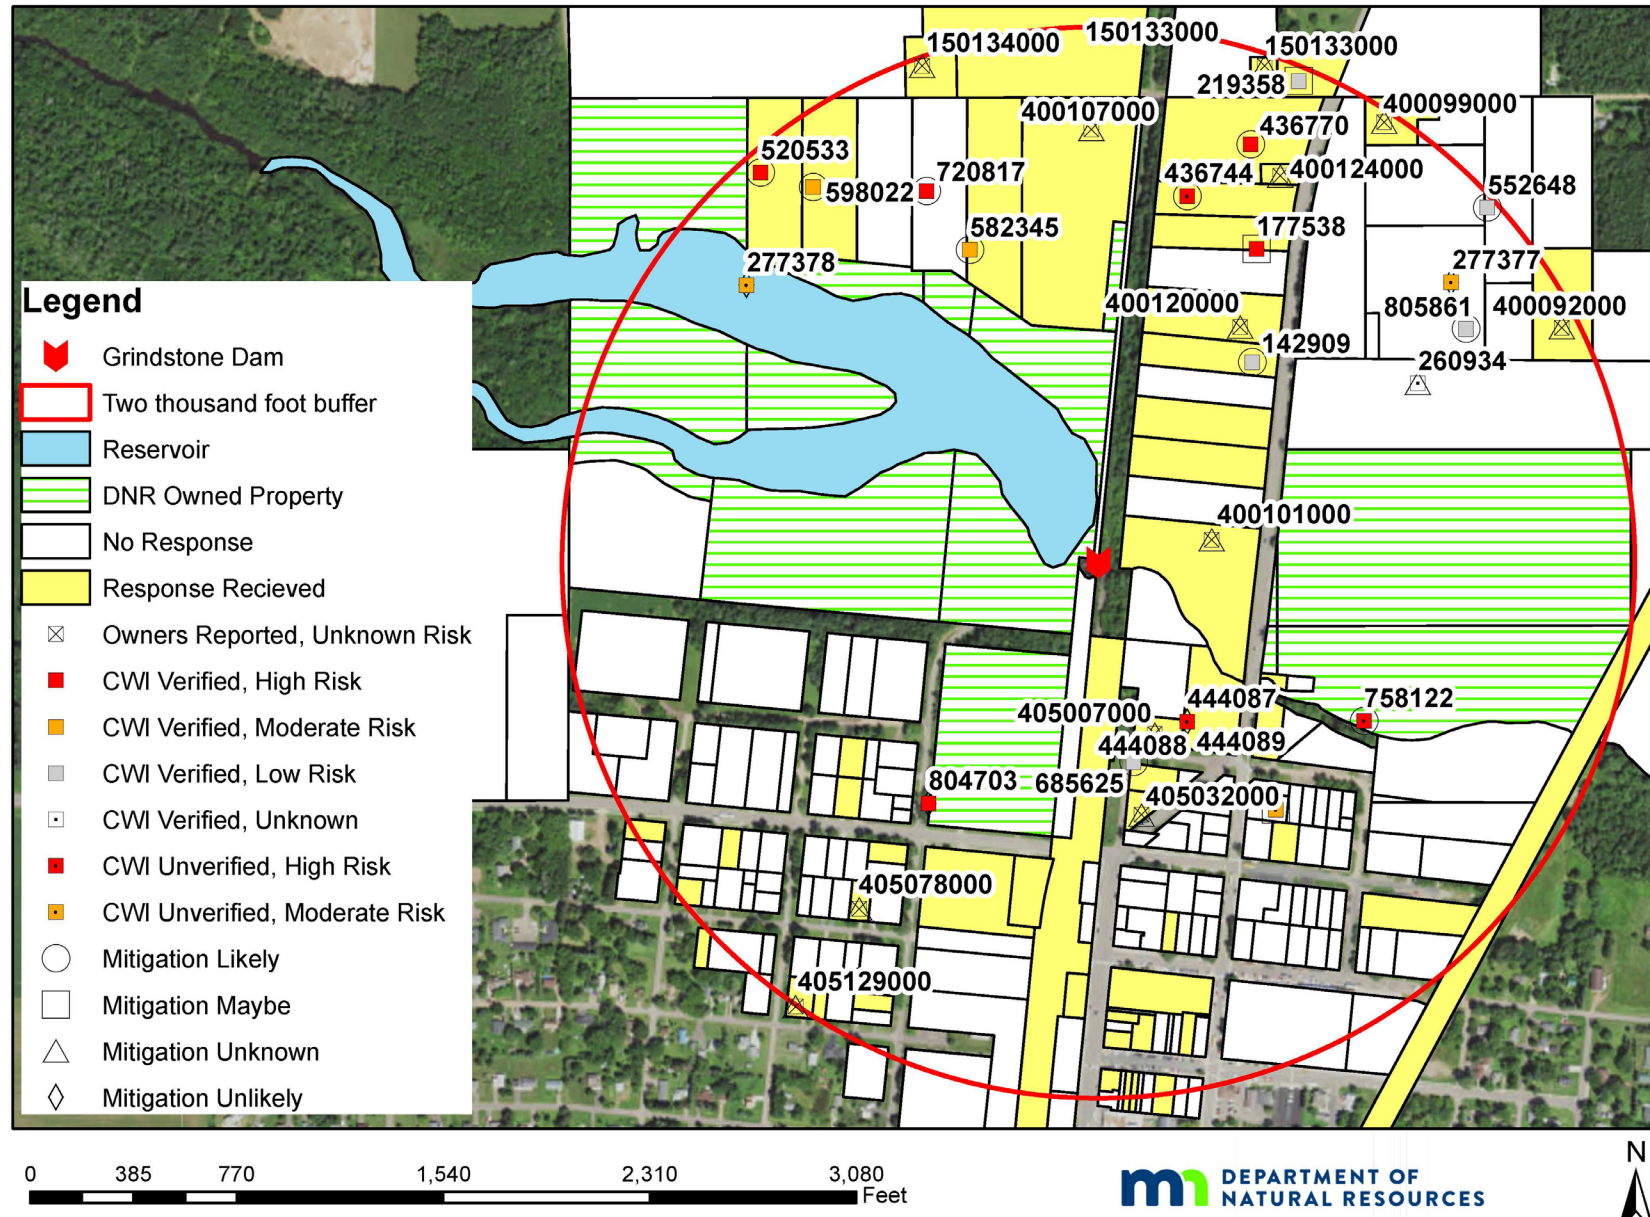 150134000
150133000
150133000
219358
400107000
400099000
436770
520533
436744
400124000
598022
720817
552648
582345
177538
277378
277377
400120000
805861
400092000
142909
260934
400101000
444087
758122
405007000
444088
444089
804703
685625
405032000
405078000
405129000
Legend
Grindstone Dam
Two thousand foot buffer
Reservoir
DNR Owned Property
No Response
Response Recieved
Owners Reported, Unknown Risk
CWI Verified, High Risk
CWI Verified, Moderate Risk
CWI Verified, Low Risk
CWI Verified, Unknown
CWI Unverified, High Risk
CWI Unverified, Moderate Risk
Mitigation Likely
Mitigation Maybe
Mitigation Unknown
Mitigation Unlikely
0 385 770 1,540 2,310 3,080
Feet
mn DEPARTMENT OF
NATURAL RESOURCES
N